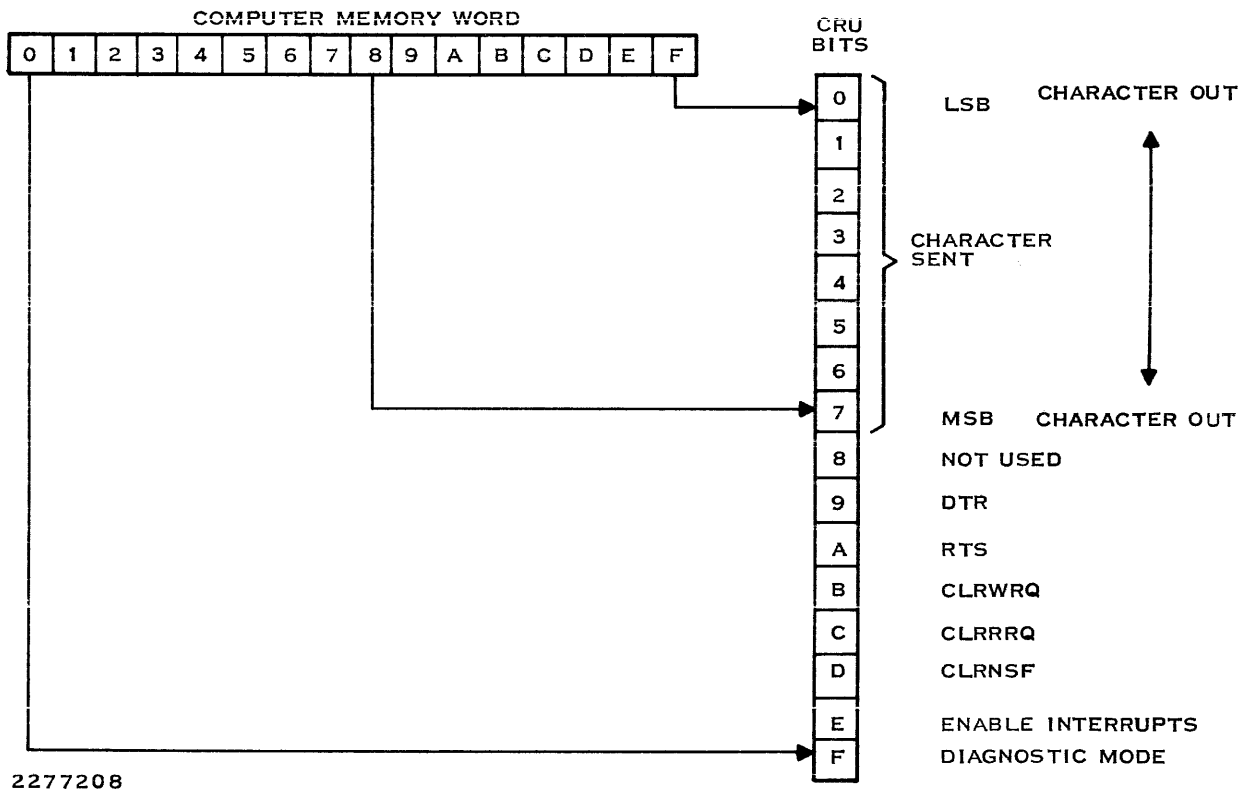 COMPUTER MEMORY WORD
0 1 2 3 4 5 6 7 8 9 A B C D E F
CRU
BITS
0 LSB CHARACTER OUT
1
2
3
CHARACTER
SENT
4
5
6
7 MSB CHARACTER OUT
8 NOT USED
9 DTR
A RTS
B CLRWRQ
C CLRRRQ
D CLRNSF
E ENABLE INTERRUPTS
F DIAGNOSTIC MODE
2277208